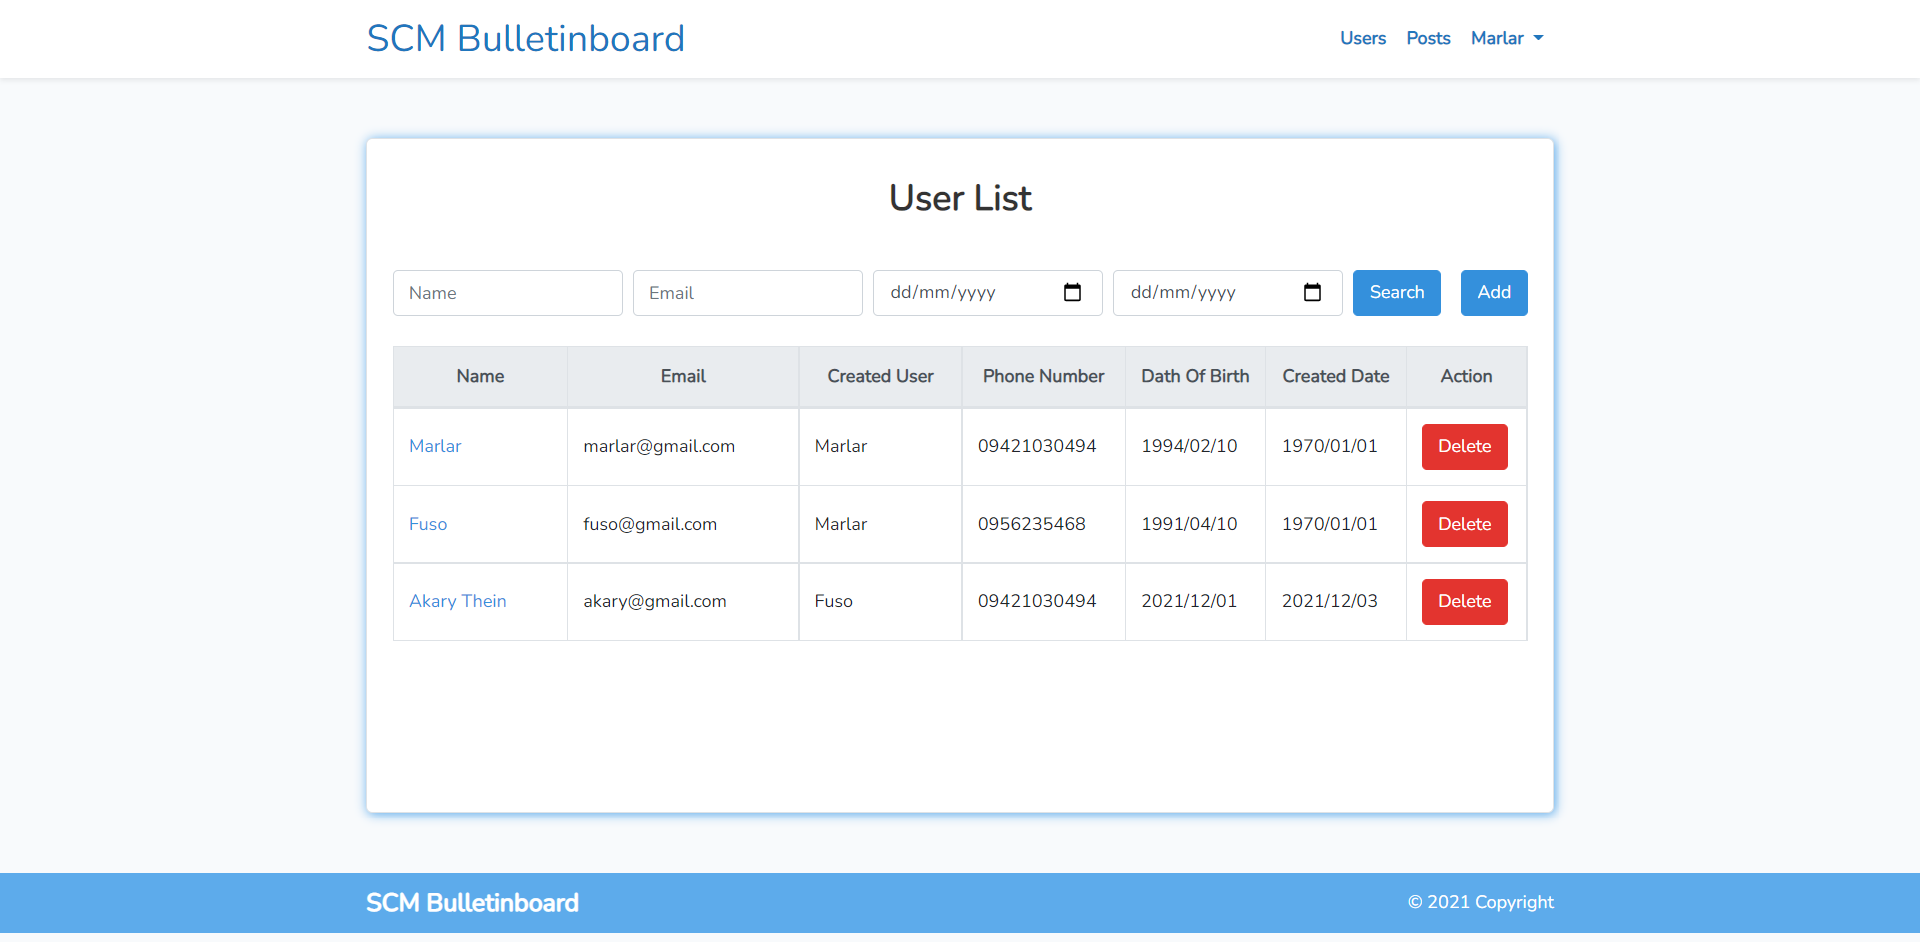 SCM Bulletinboard Users Posts Marlar
User List
Name Email dd/mm/yyyy dd/mm/yyyy Search Add
Name Email Created User Phone Number Dath Of Birth Created Date Action
Marlar marlar@gmail.com Marlar 09421030494 1994/02/10 1970/01/01 Delete
Fuso fuso@gmail.com Marlar 0956235468 1991/04/10 1970/01/01 Delete
Akary Thein akary@gmail.com Fuso 09421030494 2021/12/01 2021/12/03 Delete
SCM Bulletinboard © 2021 Copyright